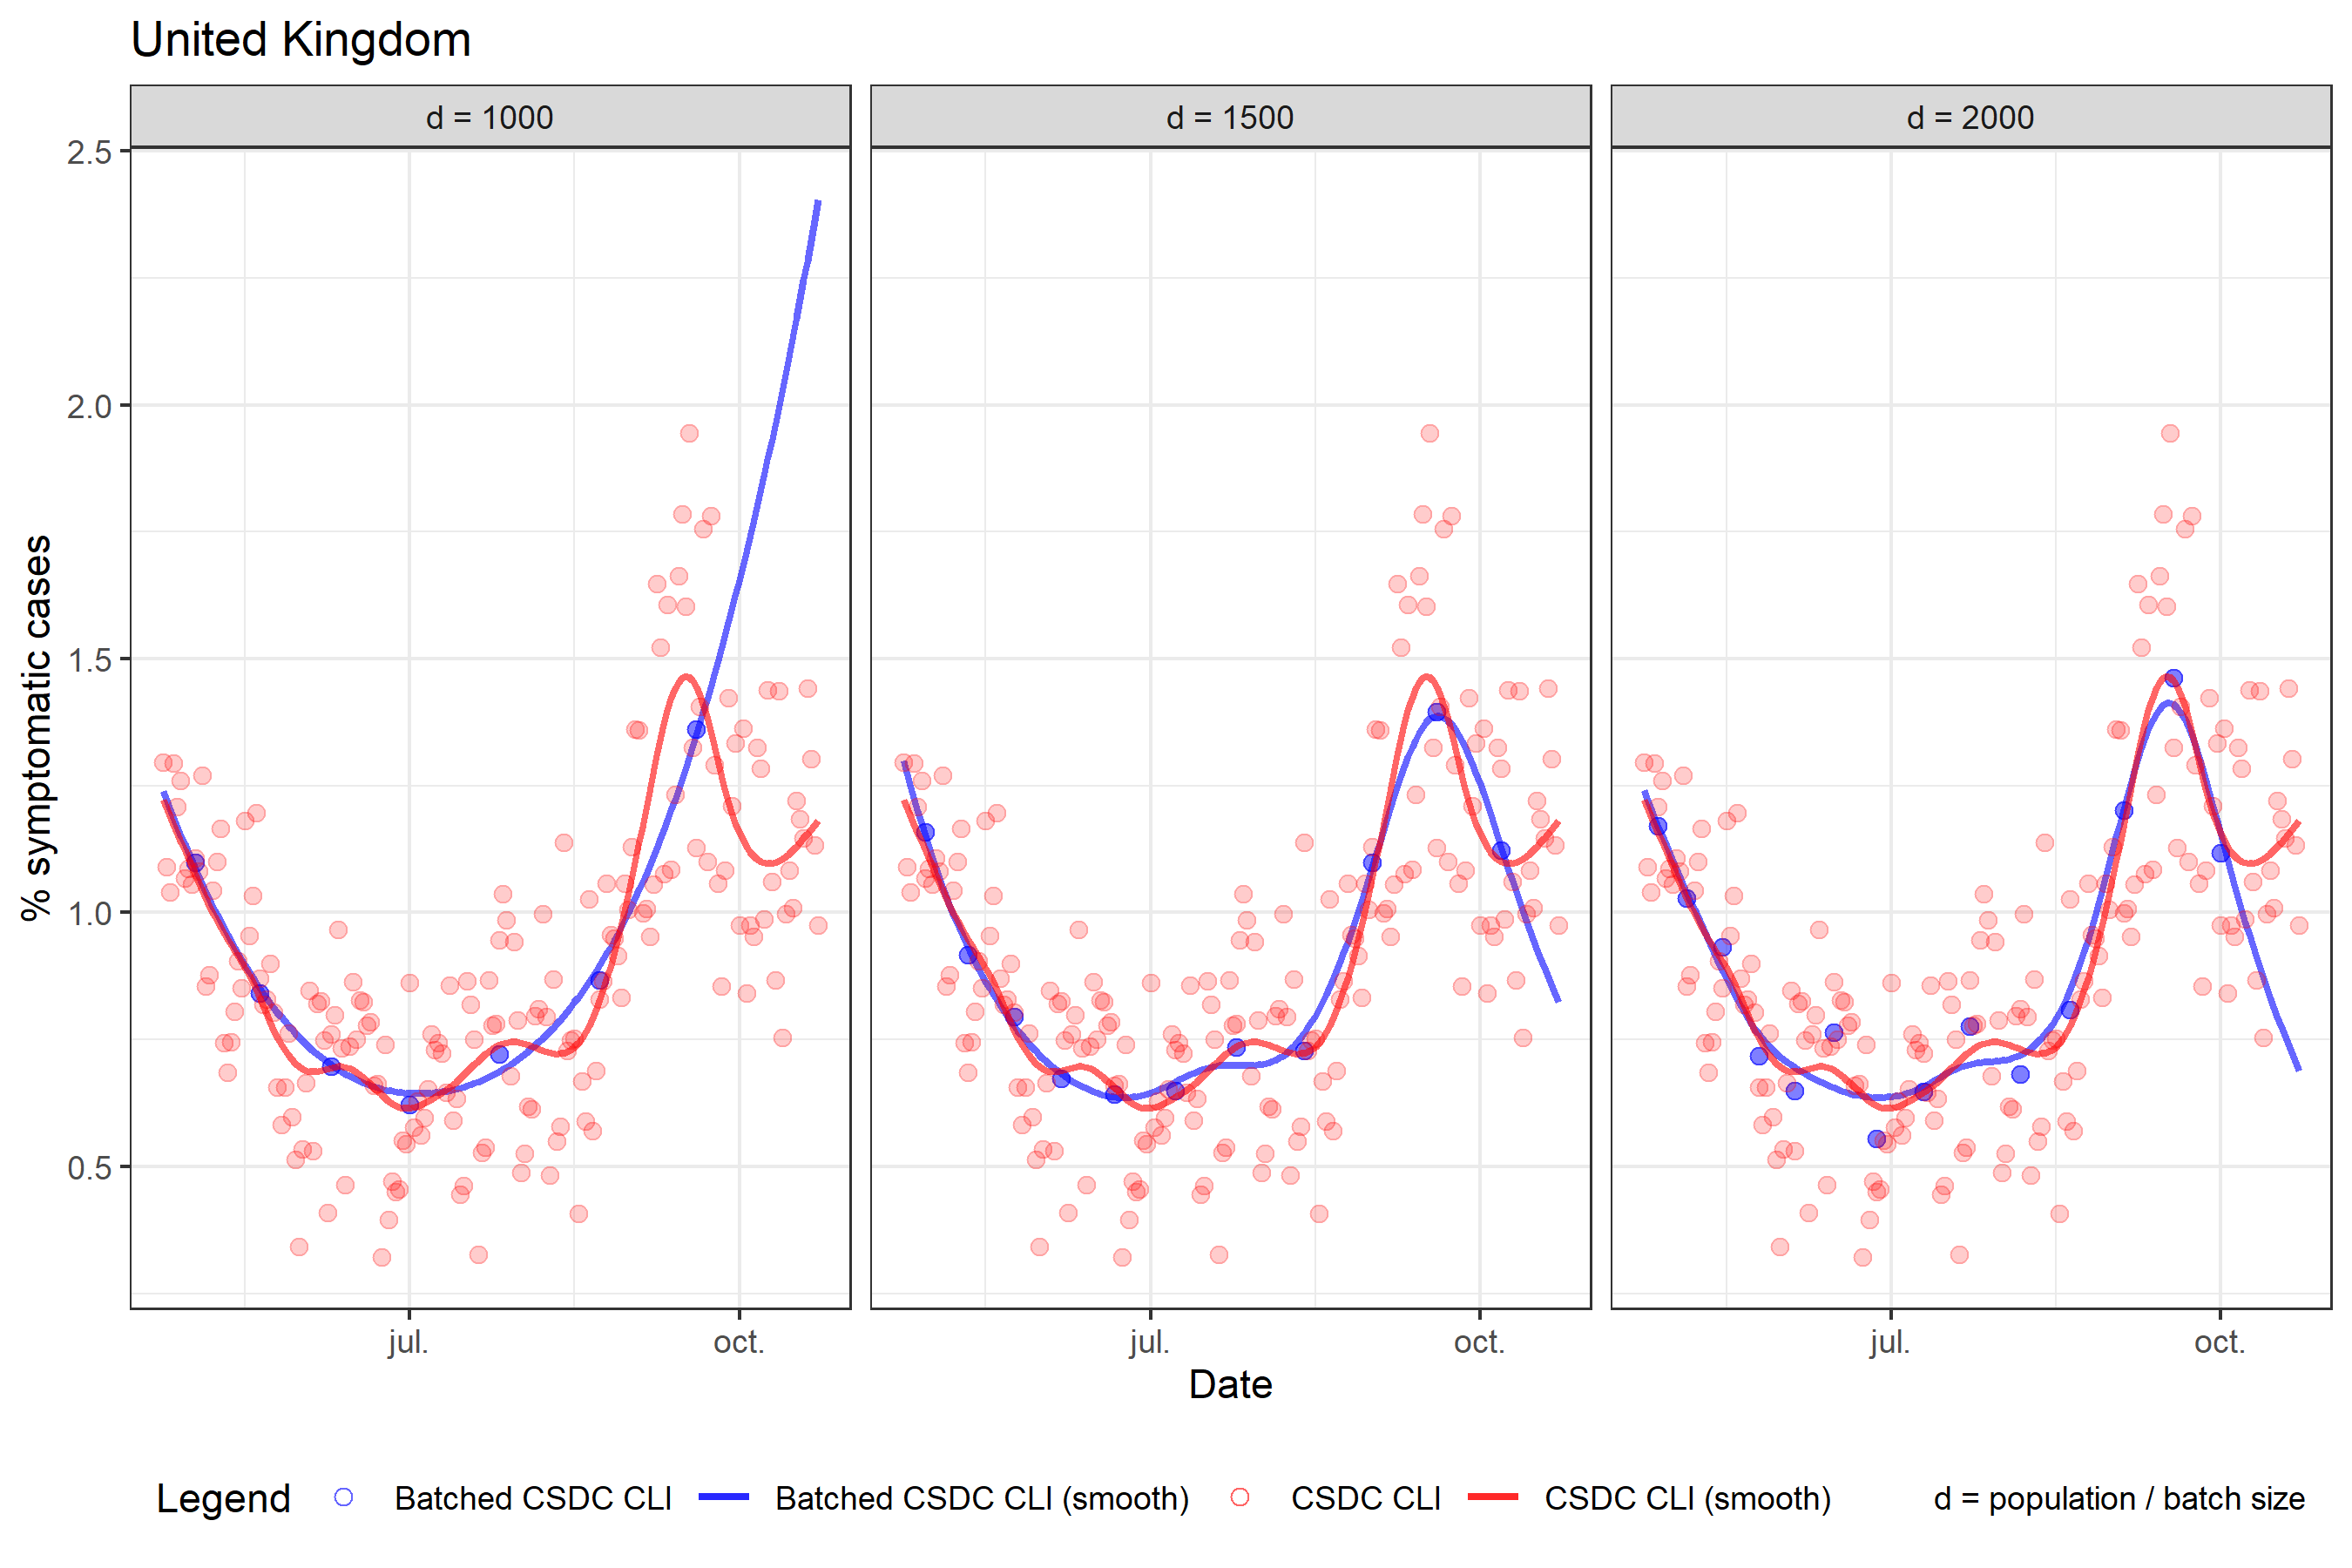 United Kingdom
d = 1000
d = 1500
d = 2000
2.5
2.0
1.5
1.0
0.5
% symptomatic cases
jul.
oct.
jul.
oct.
jul.
oct.
Date
Legend
Batched CSDC CLI
Batched CSDC CLI (smooth)
CSDC CLI
CSDC CLI (smooth)
d = population / batch size